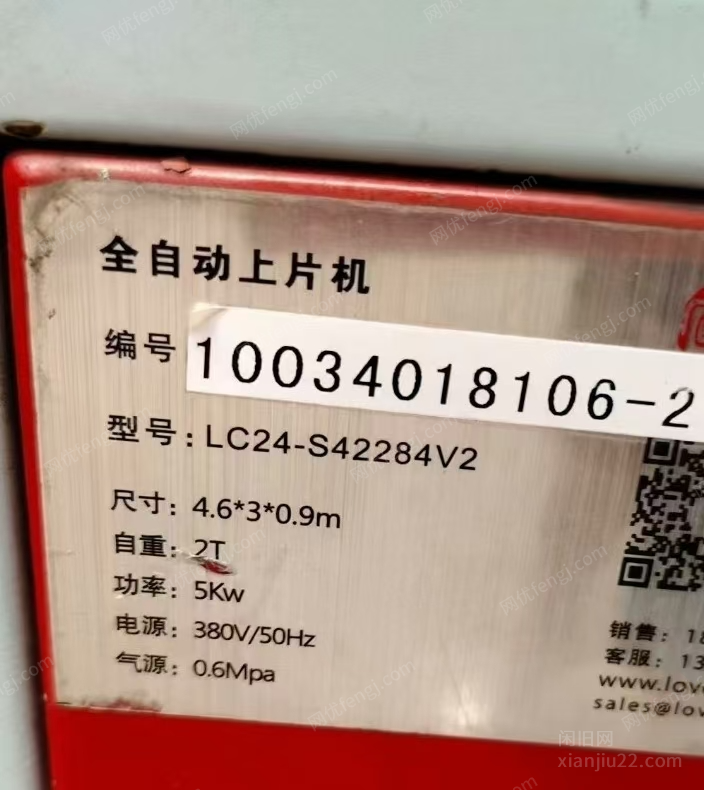 全自动上片机
编号 10034018106-2
型号: LC24-S42284V2
尺寸: 4.6*3*0.9m
自重: 2T
功率: 5Kw
电源: 380V/50Hz
气源: 0.6Mpa
销售: 18
客服: 13
www.lov
sales@lov
闲旧网
xianjiu22.com